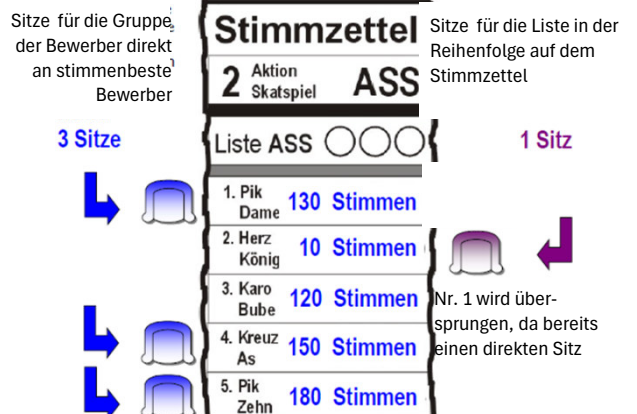 Sitze für die Gruppe
der Bewerber direkt
an stimmenbeste
Bewerber
Stimmzettel
2 Aktion Skatspiel ASS
Sitze für die Liste in der
Reihenfolge auf dem
Stimmzettel
3 Sitze
Liste ASS
1 Sitz
1. Pik Dame 130 Stimmen
2. Herz König 10 Stimmen
3. Karo Bube 120 Stimmen
4. Kreuz As 150 Stimmen
5. Pik Zehn 180 Stimmen
Nr. 1 wird über-
sprungen, da bereits
einen direkten Sitz